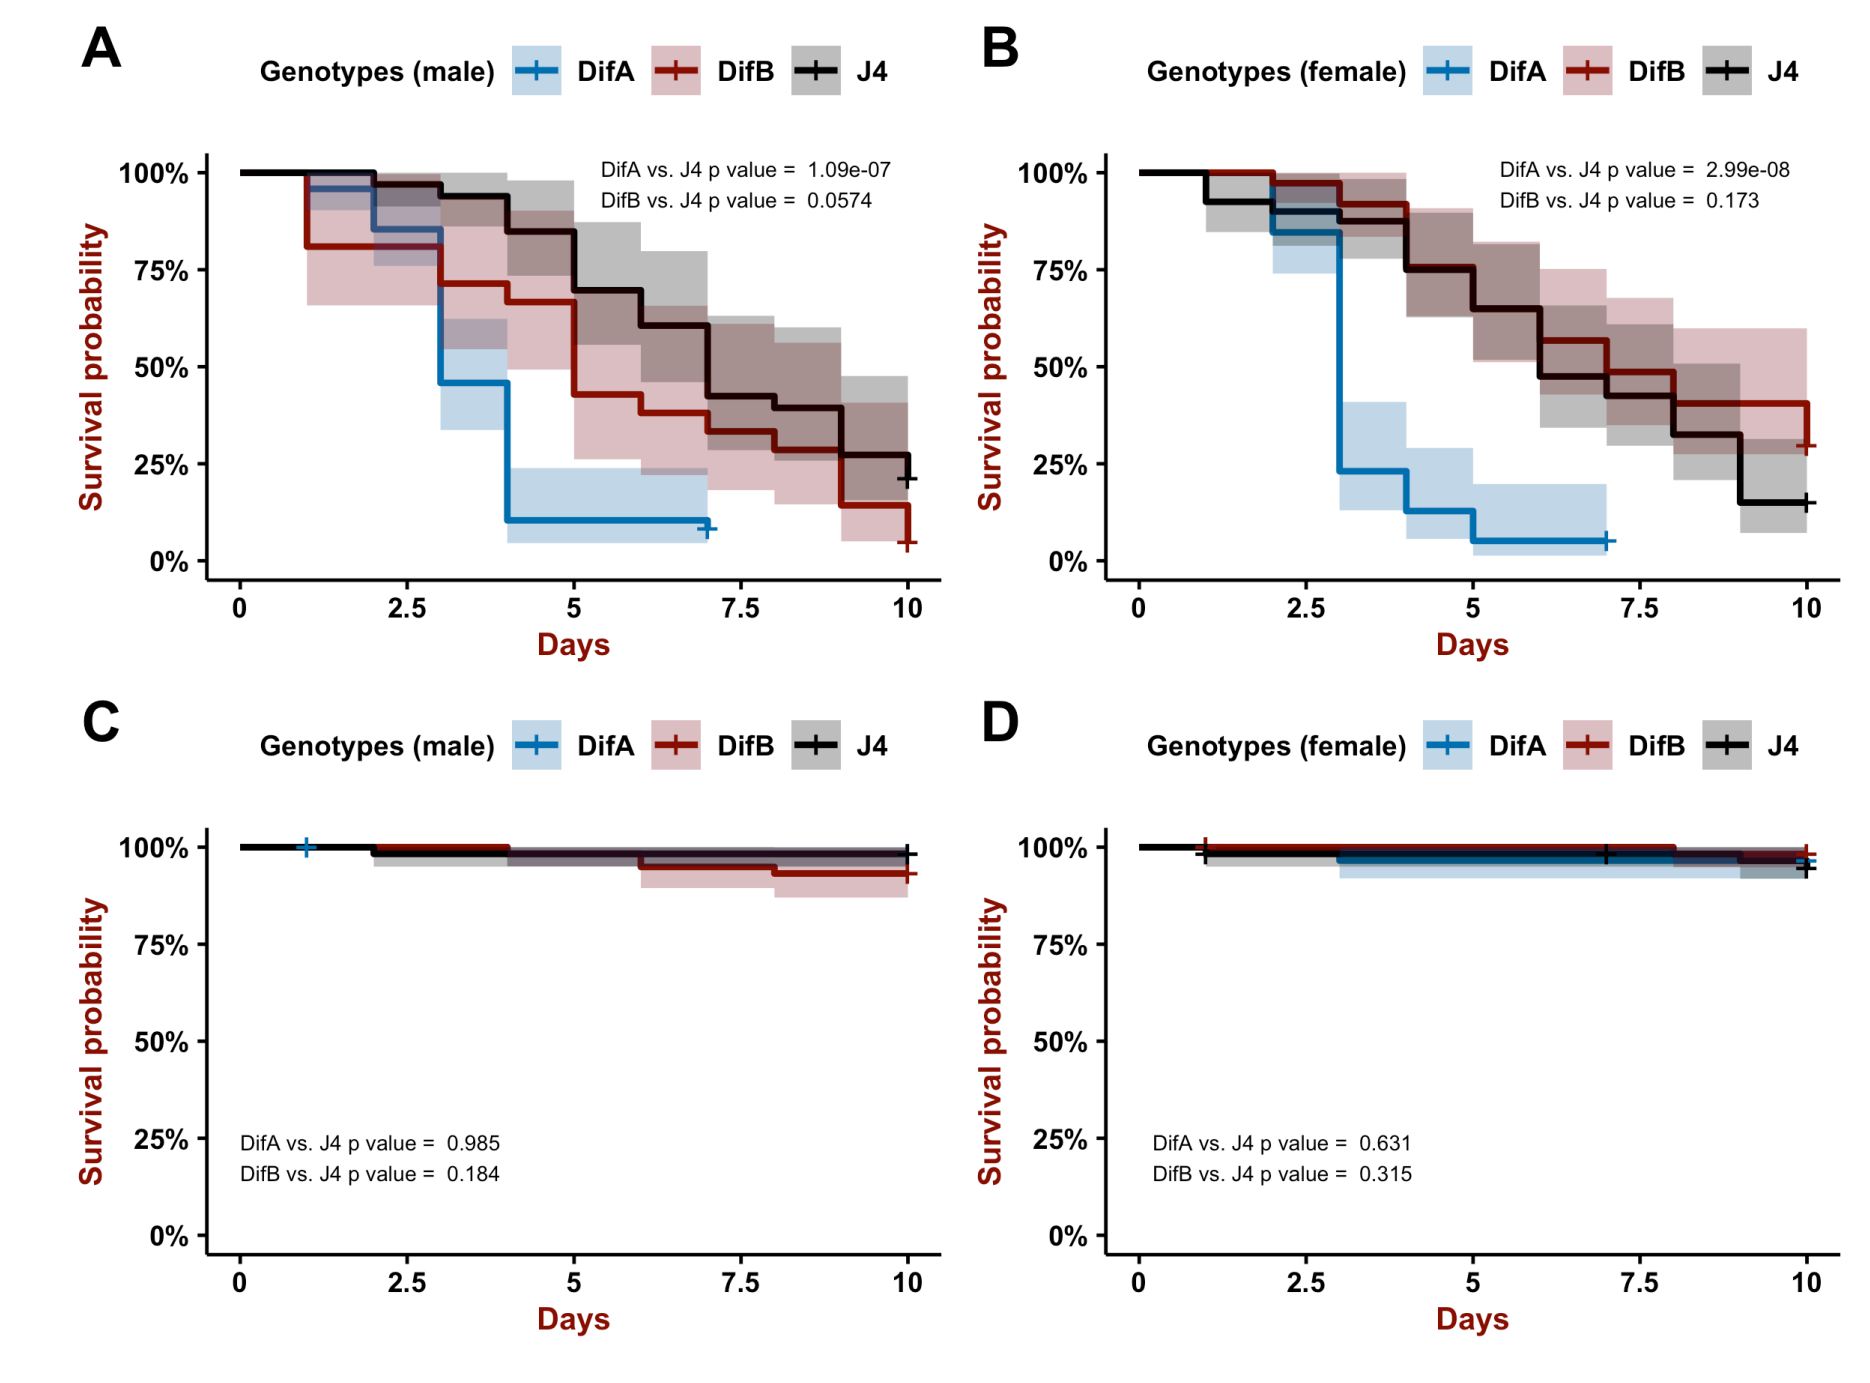 A
Genotypes (male) DifA DifB J4
DifA vs. J4 p value = 1.09e-07
DifB vs. J4 p value = 0.0574
Survival probability
100%
75%
50%
25%
0%
0 2.5 5 7.5 10
Days
B
Genotypes (female) DifA DifB J4
DifA vs. J4 p value = 2.99e-08
DifB vs. J4 p value = 0.173
Survival probability
100%
75%
50%
25%
0%
0 2.5 5 7.5 10
Days
C
Genotypes (male) DifA DifB J4
Survival probability
100%
75%
50%
25%
0%
DifA vs. J4 p value = 0.985
DifB vs. J4 p value = 0.184
0 2.5 5 7.5 10
Days
D
Genotypes (female) DifA DifB J4
Survival probability
100%
75%
50%
25%
0%
DifA vs. J4 p value = 0.631
DifB vs. J4 p value = 0.315
0 2.5 5 7.5 10
Days